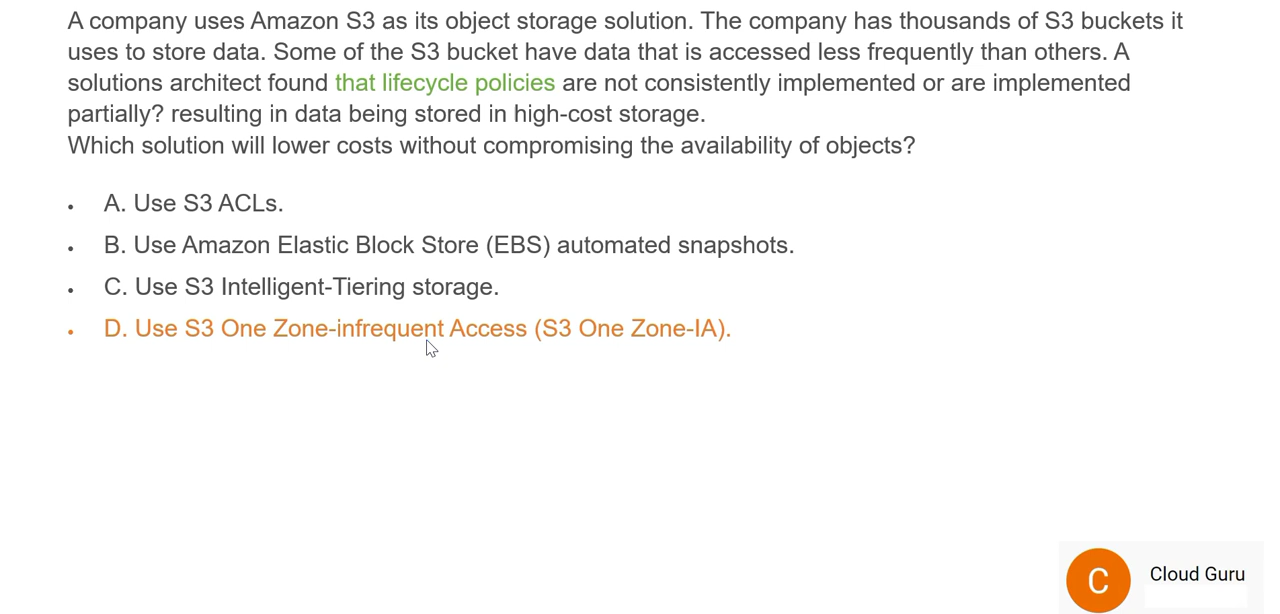 A company uses Amazon S3 as its object storage solution. The company has thousands of S3 buckets it
uses to store data. Some of the S3 bucket have data that is accessed less frequently than others. A
solutions architect found that lifecycle policies are not consistently implemented or are implemented
partially? resulting in data being stored in high-cost storage.
Which solution will lower costs without compromising the availability of objects?
• A. Use S3 ACLs.
• B. Use Amazon Elastic Block Store (EBS) automated snapshots.
• C. Use S3 Intelligent-Tiering storage.
• D. Use S3 One Zone-infrequent Access (S3 One Zone-IA).
C Cloud Guru